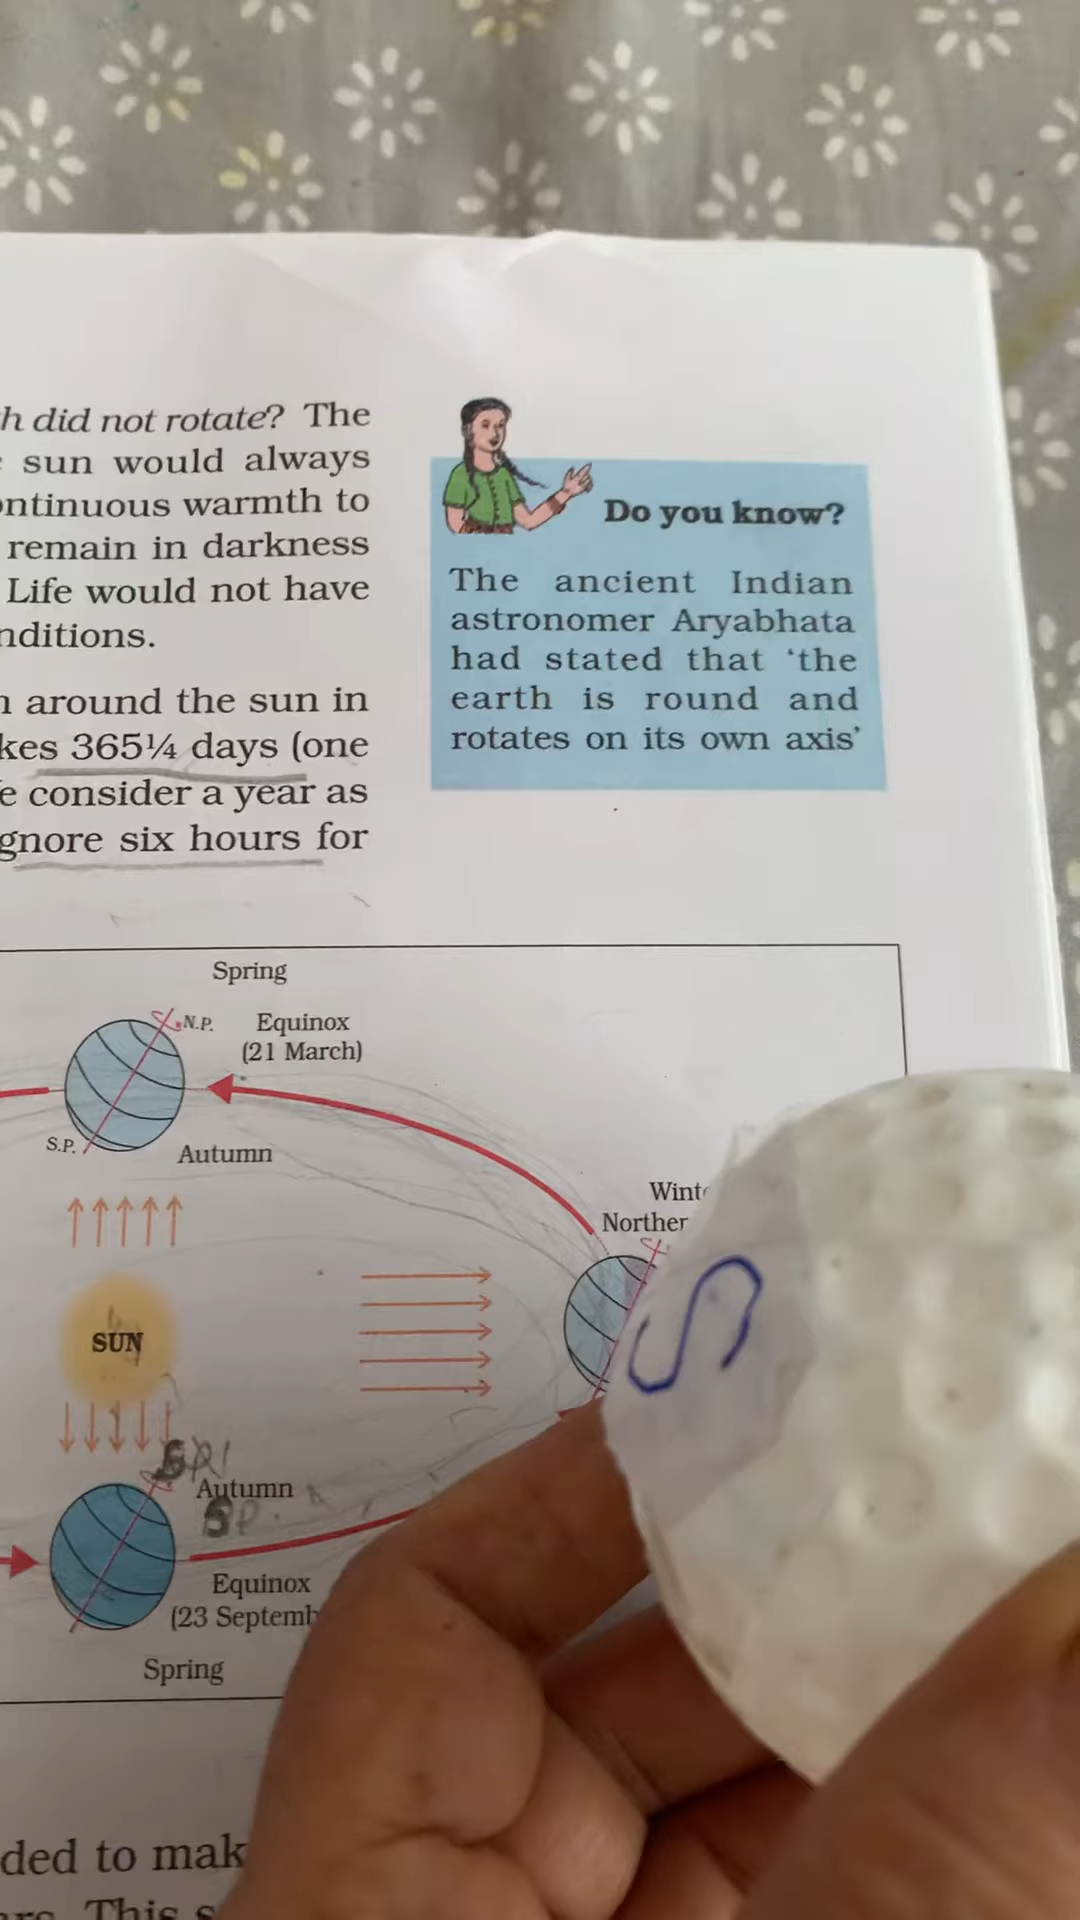 h did not rotate? The
sun would always
ontinuous warmth to
remain in darkness
Life would not have
nditions.
around the sun in
kes 365¼ days (one
e consider a year as
gnore six hours for
Do you know?
The ancient Indian
astronomer Aryabhata
had stated that ‘the
earth is round and
rotates on its own axis’
Spring
N.P.
Equinox
(21 March)
S.P.
Autumn
Wint
Norther
SUN
S
Autumn
Equinox
(23 Septemb
Spring
ded to mak
This s